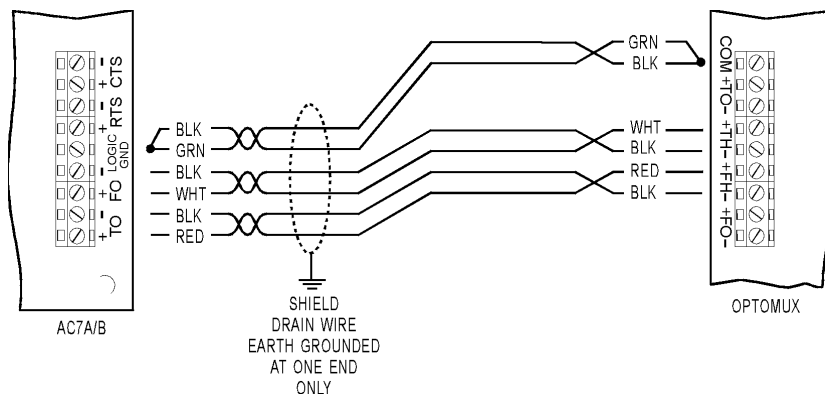 - CTS
+
- RTS
+
LOGIC
GND
- FO
+
- TO
+
AC7A/B
BLK
GRN
BLK
WHT
BLK
RED
SHIELD
DRAIN WIRE
EARTH GROUNDED
AT ONE END
ONLY
GRN
BLK
WHT
BLK
RED
BLK
COM
+TO-
+TH-
+FH-
+FO-
OPTOMUX